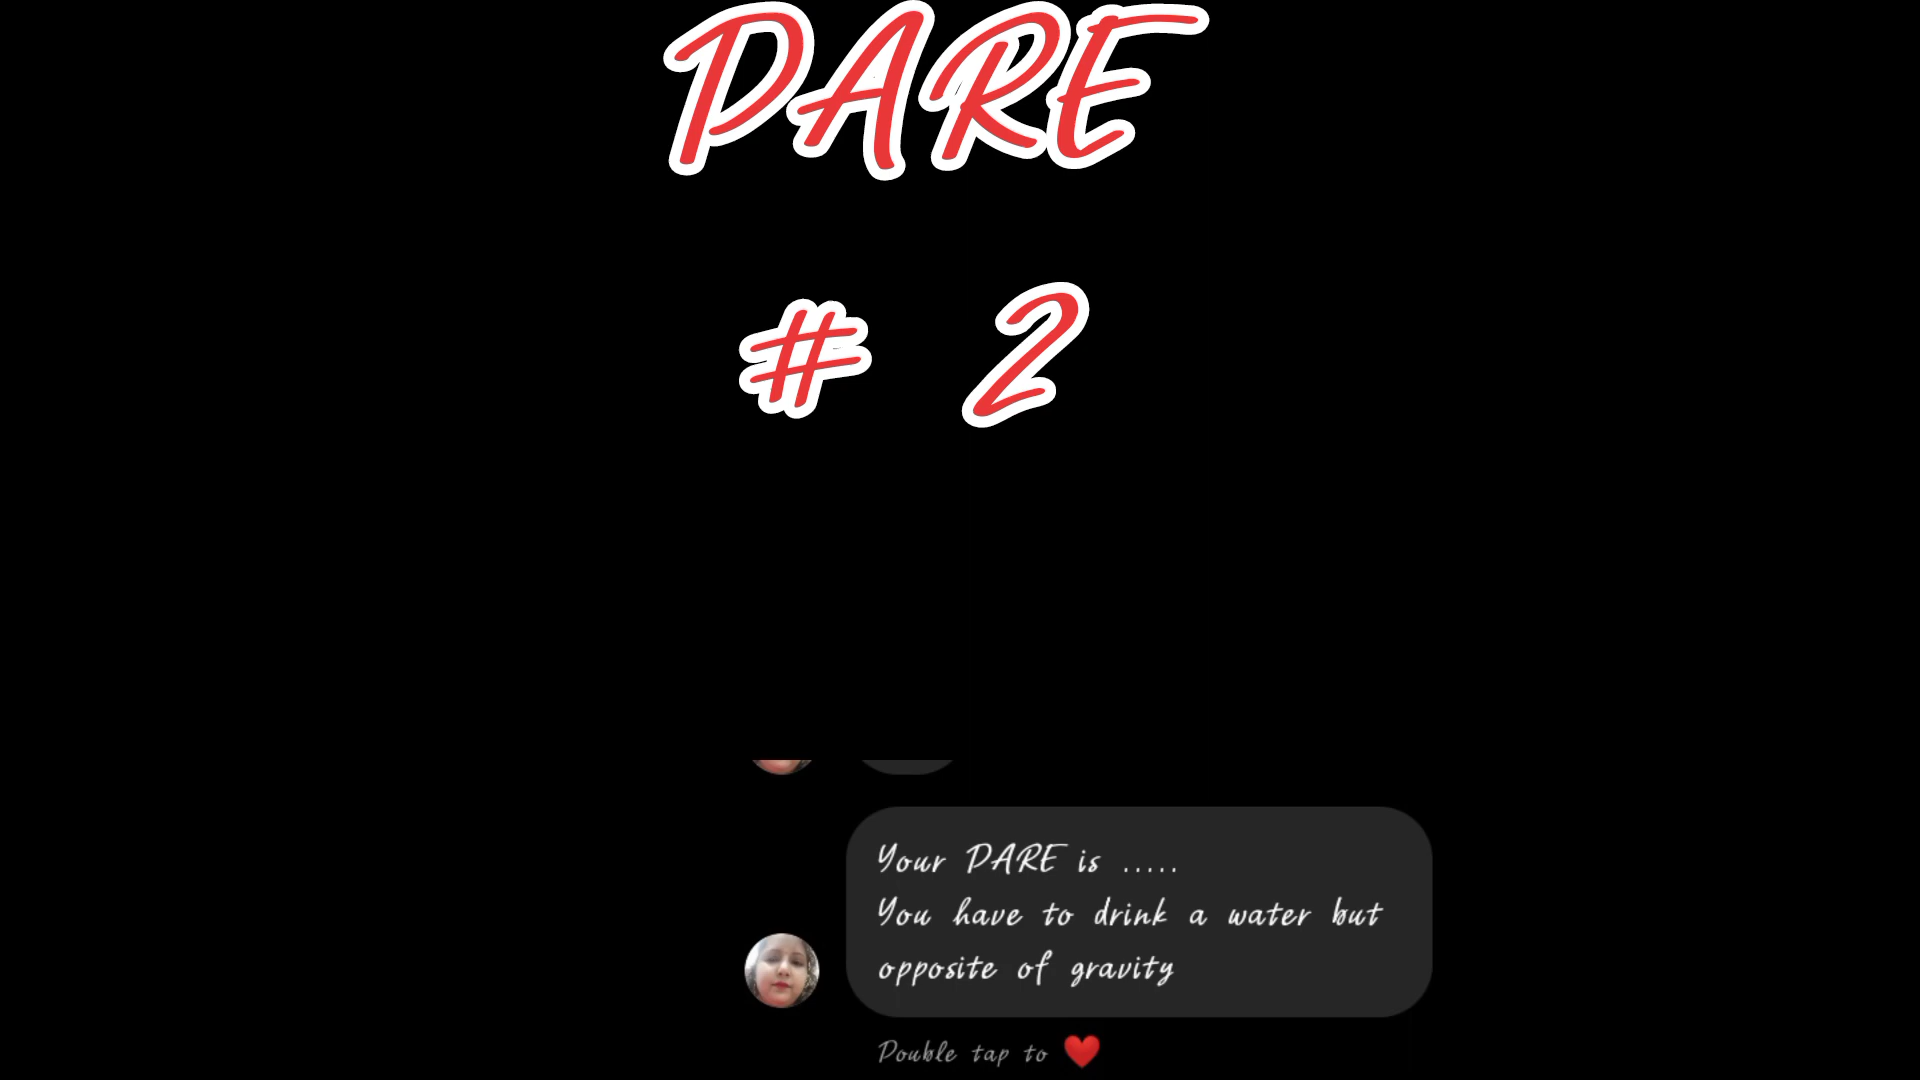 DARE
# 2
Your DARE is .....
You have to drink a water but
opposite of gravity
Double tap to ❤️